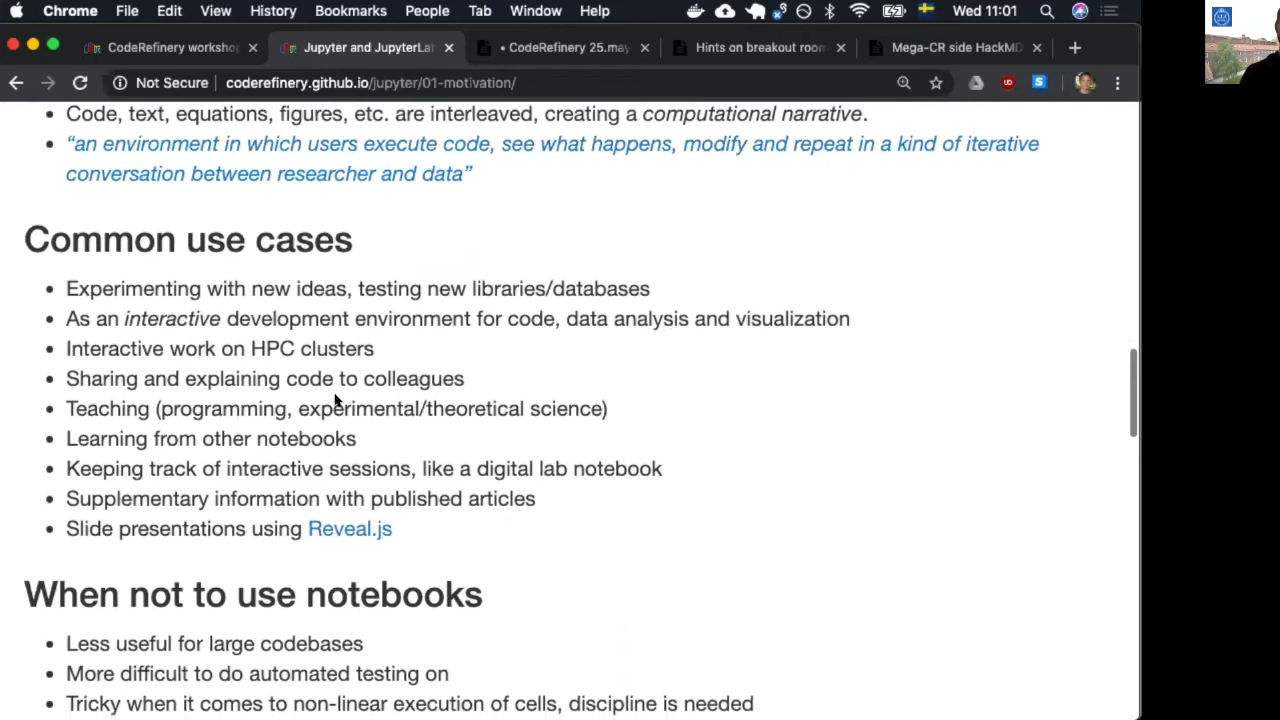 Chrome File Edit View History Bookmarks People Tab Window Help Wed 11:01
CodeRefinery worksho Jupyter and JupyterLa • CodeRefinery 25.may Hints on breakout room Mega-CR side HackMD
Not Secure coderefinery.github.io/jupyter/01-motivation/
Code, text, equations, figures, etc. are interleaved, creating a computational narrative.
“an environment in which users execute code, see what happens, modify and repeat in a kind of iterative
conversation between researcher and data”
Common use cases
Experimenting with new ideas, testing new libraries/databases
As an interactive development environment for code, data analysis and visualization
Interactive work on HPC clusters
Sharing and explaining code to colleagues
Teaching (programming, experimental/theoretical science)
Learning from other notebooks
Keeping track of interactive sessions, like a digital lab notebook
Supplementary information with published articles
Slide presentations using Reveal.js
When not to use notebooks
Less useful for large codebases
More difficult to do automated testing on
Tricky when it comes to non-linear execution of cells, discipline is needed